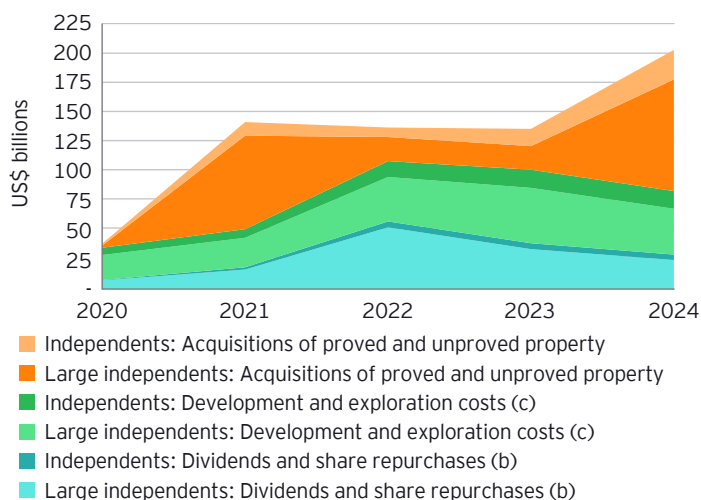 225
200
175
150
125
100
75
50
25
-
US$ billions
2020 2021 2022 2023 2024
Independents: Acquisitions of proved and unproved property
Large independents: Acquisitions of proved and unproved property
Independents: Development and exploration costs (c)
Large independents: Development and exploration costs (c)
Independents: Dividends and share repurchases (b)
Large independents: Dividends and share repurchases (b)